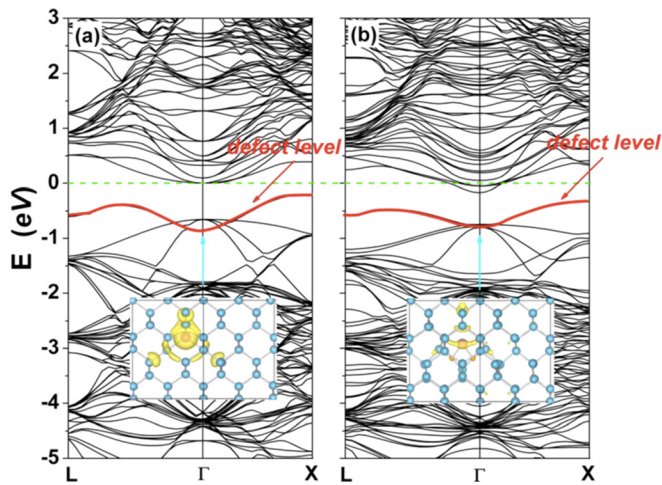 (a)
(b)
E (eV)
3
2
1
0
-1
-2
-3
-4
-5
defect level
defect level
L
Γ
X
L
Γ
X